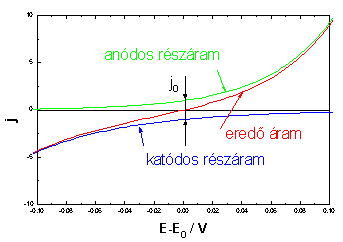 10
anódos részáram
5
j₀
0
j
eredő áram
katódos részáram
-5
-10
-0.10 -0.08 -0.06 -0.04 -0.02 0.00 0.02 0.04 0.06 0.08 0.10
E-E₀ / V